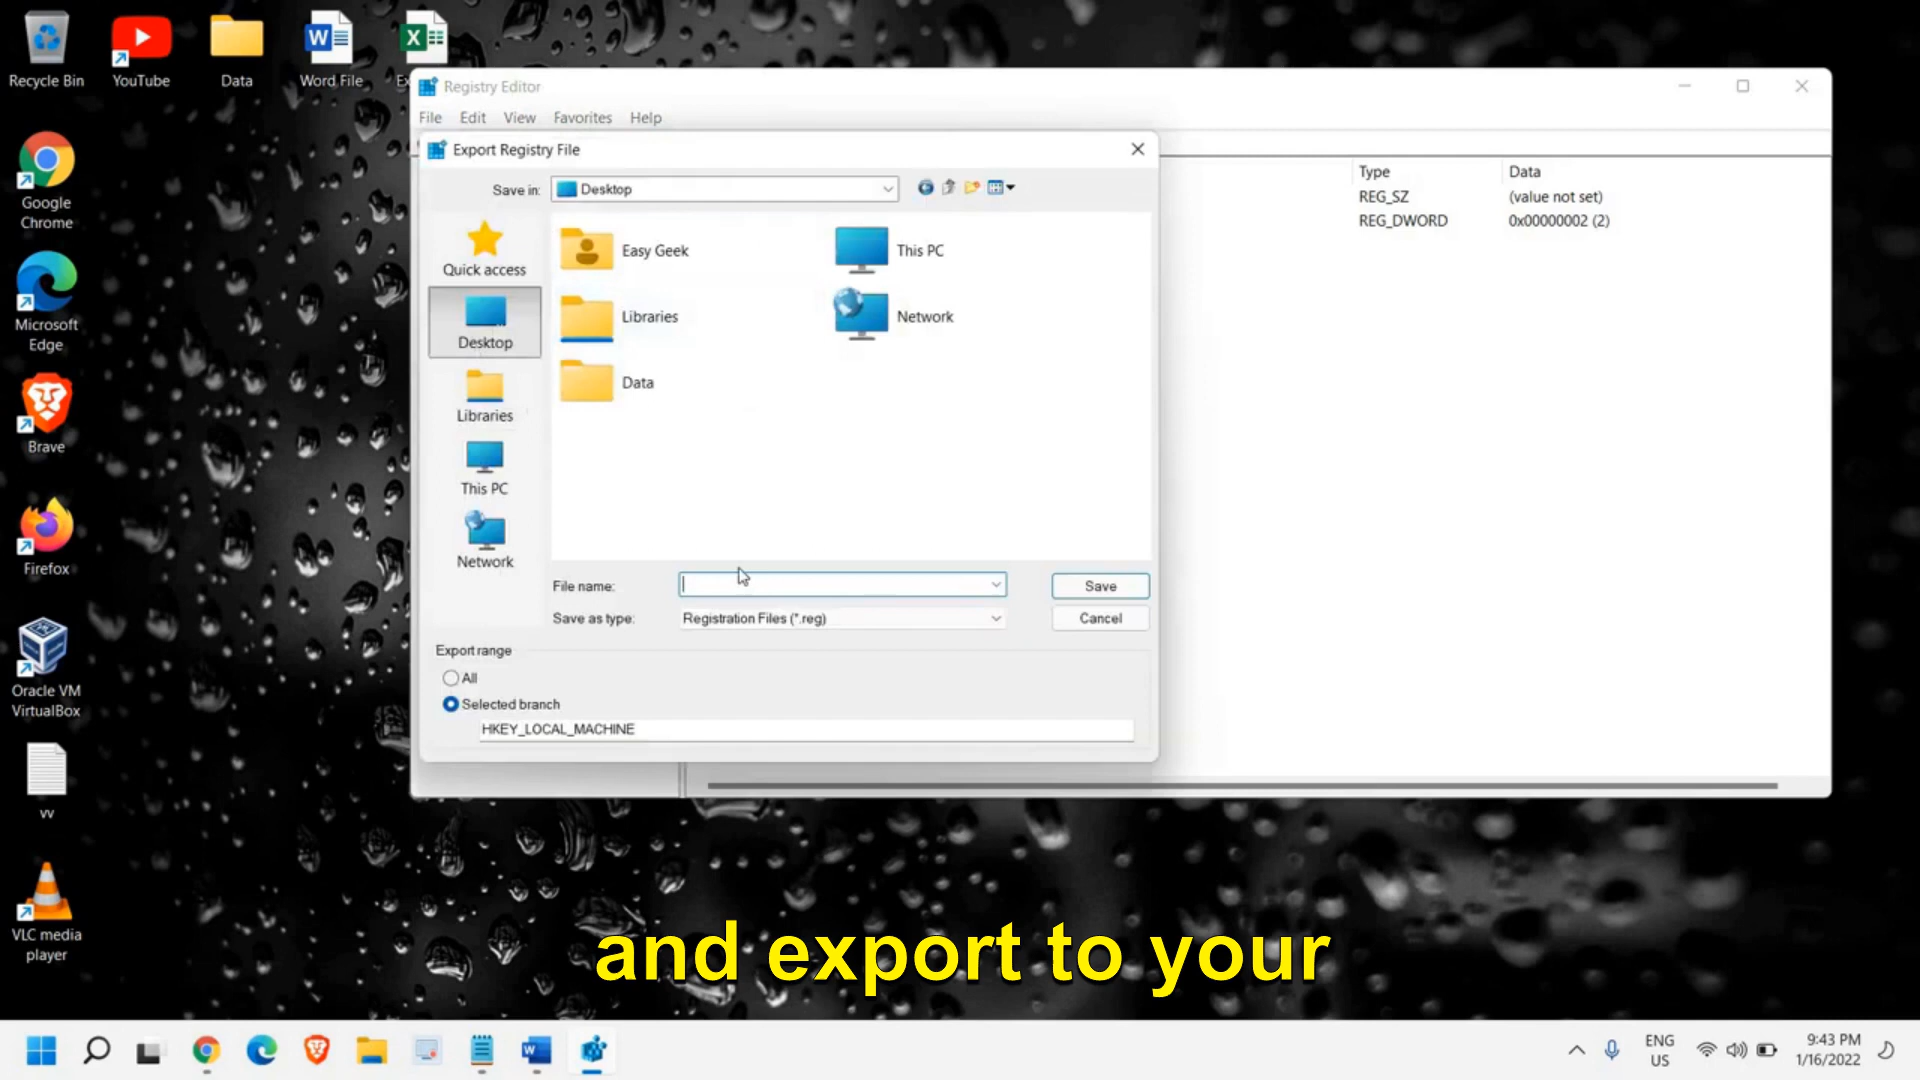 Recycle Bin
YouTube
Data
Word File
Ex
Google
Chrome
Microsoft
Edge
Brave
Firefox
Oracle VM
VirtualBox
vv
VLC media
player
Registry Editor
File Edit View Favorites Help
Export Registry File
Save in: Desktop
Type Data
REG_SZ (value not set)
REG_DWORD 0x00000002 (2)
Quick access
Desktop
Libraries
This PC
Network
Easy Geek
This PC
Libraries
Network
Data
File name:
Save
Save as type: Registration Files (*.reg)
Cancel
Export range
All
Selected branch
HKEY_LOCAL_MACHINE
and export to your
ENG
US
9:43 PM
1/16/2022